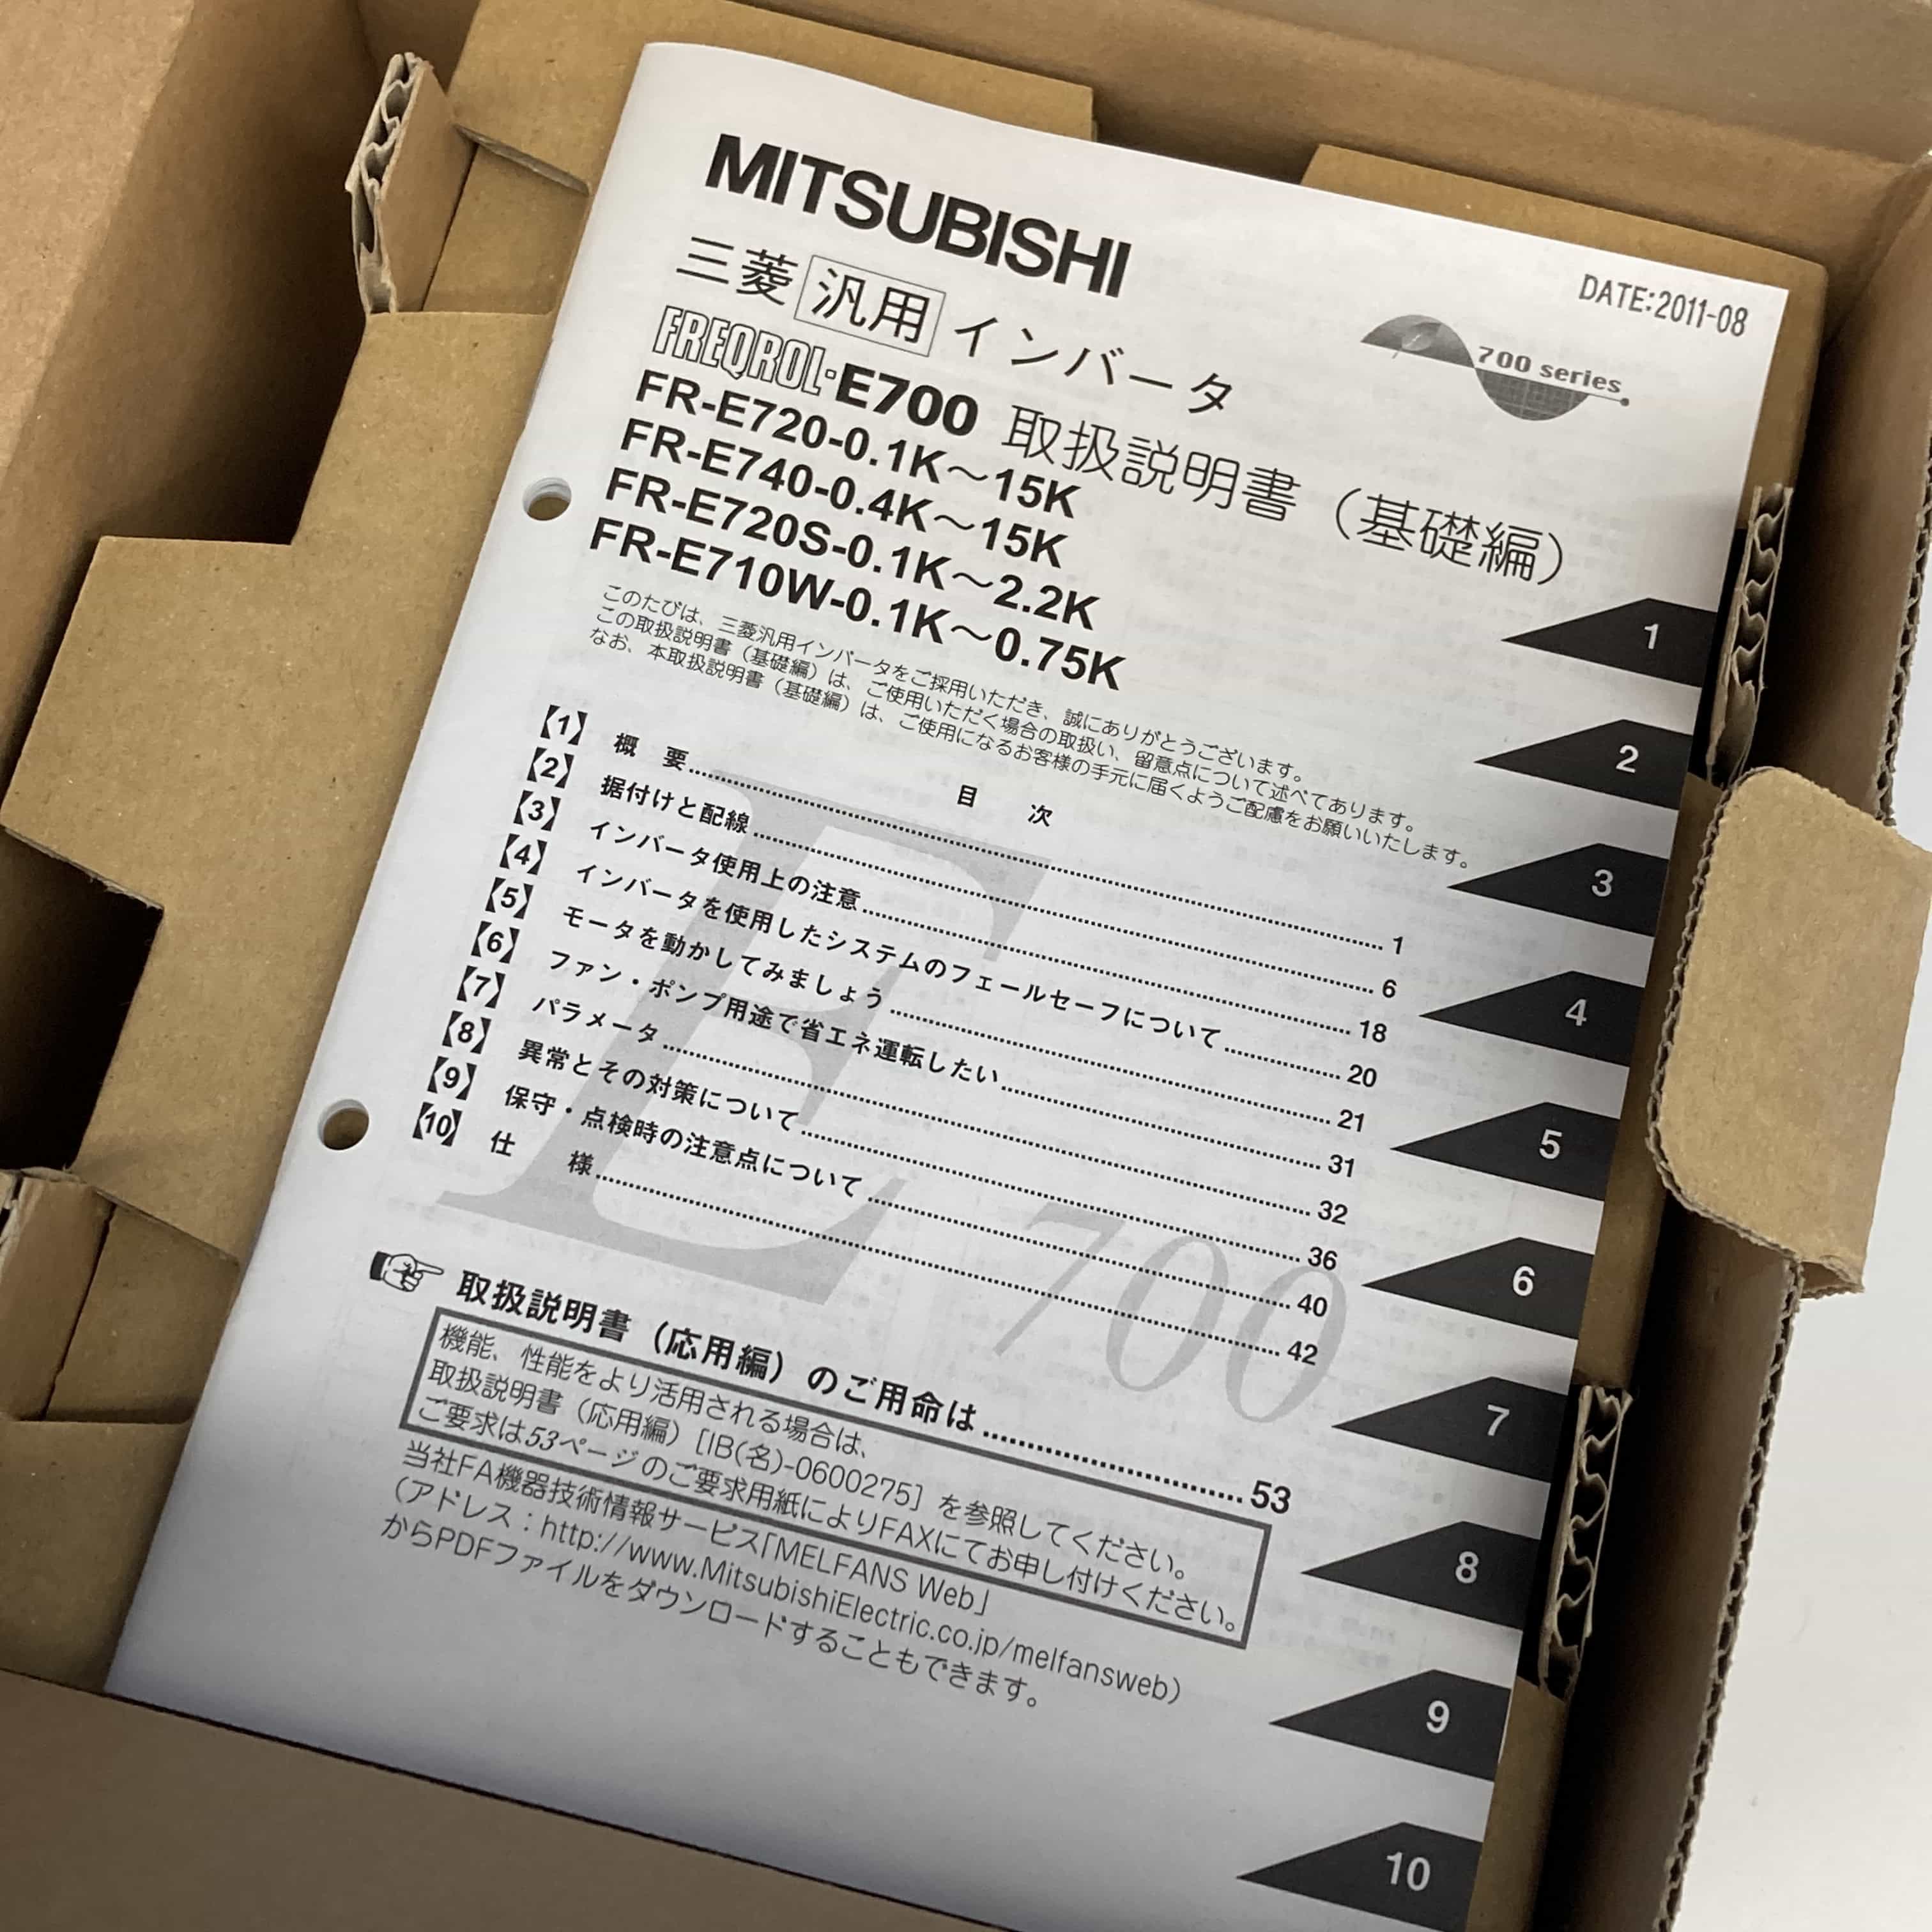 MITSUBISHI
DATE:2011-08
三菱 汎用 インバータ
700 series
FREQROL-E700 取扱説明書（基礎編）
FR-E720-0.1K～15K
FR-E740-0.4K～15K
FR-E720S-0.1K～2.2K
FR-E710W-0.1K～0.75K
このたびは、三菱汎用インバータをご採用いただき、誠にありがとうございます。
この取扱説明書（基礎編）は、ご使用いただく場合の取扱い、留意点について述べてあります。
なお、本取扱説明書（基礎編）は、ご使用になるお客様の手元に届くようご配慮をお願いいたします。
目 次
【1】 概 要 1
【2】 据付けと配線 6
【3】 インバータ使用上の注意 18
【4】 インバータを使用したシステムのフェールセーフについて 20
【5】 モータを動かしてみましょう 21
【6】 ファン・ポンプ用途で省エネ運転したい 31
【7】 パラメータ 32
【8】 異常とその対策について 36
【9】 保守・点検時の注意点について 40
【10】 仕 様 42
E700
取扱説明書（応用編）のご用命は 53
機能、性能をより活用される場合は、
取扱説明書（応用編）［IB(名)-0600275］を参照してください。
ご要求は53ページのご要求用紙によりFAXにてお申し付けください。
当社FA機器技術情報サービス「MELFANS Web」
（アドレス：http://www.MitsubishiElectric.co.jp/melfansweb）
からPDFファイルをダウンロードすることもできます。
1
2
3
4
5
6
7
8
9
10